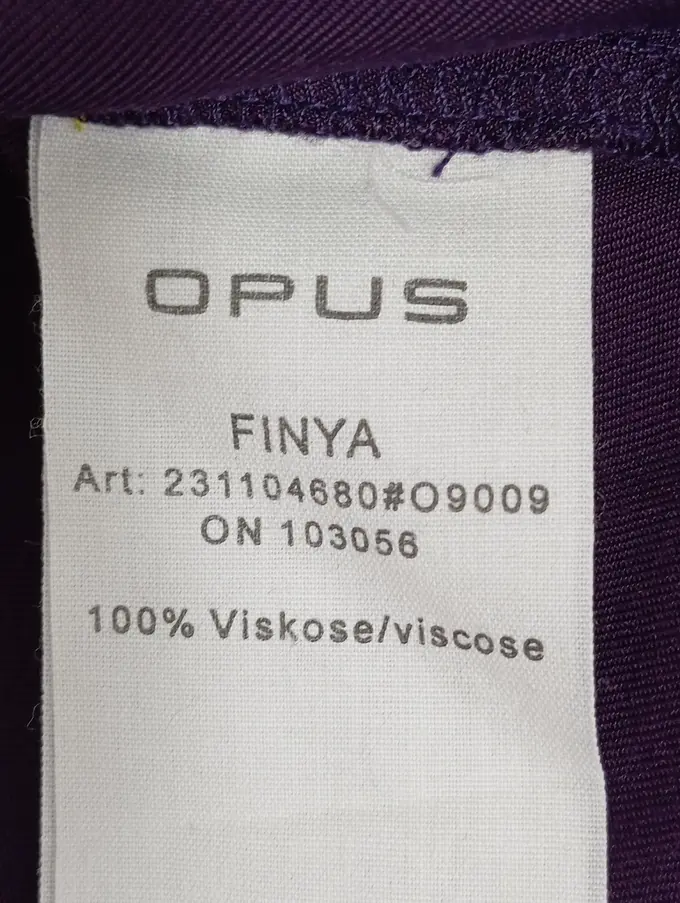 OPUS
FINYA
Art: 231104680#O9009
ON 103056
100% Viskose/viscose